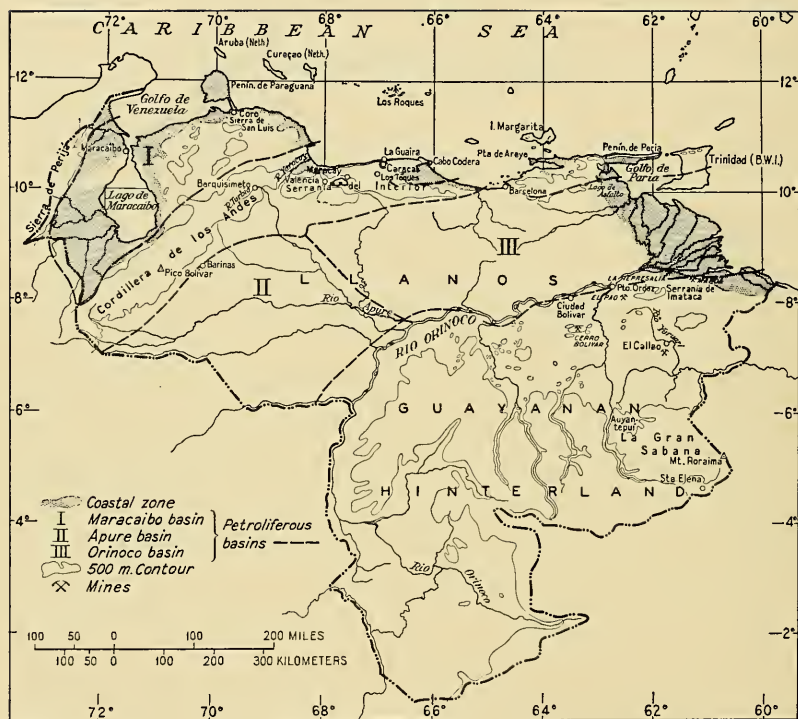 72° 70° 68° 66° 64° 62° 60°
CARIBBEAN SEA
Aruba (Neth.)
Curaçao (Neth.)
12° 12°
Golfo de
Venezuela
Penín. de Paraguana
Los Roques
Coro
Sierra de
San Luis
I. Margarita
La Guaira
Cabo Codera
Pta de Araya
Penín. de Paria
Trinidad (B.W.I.)
Maracaibo
I
Sierra de Perijá
Maracay
Caracas
Los Teques
Golfo de
Paria
Valencia
Serrania del
Interior
10° 10°
Barquisimeto
Barcelona
Lago de
Maracaibo
Cordillera de los Andes
III
Pico Bolivar
Barinas
II
LLANOS
Pto. Ordaz
Serranía de
Imataca
8° 8°
Rio
Apure
Ciudad
Bolivar
EL PAO
RIO ORINOCO
CERRO
BOLIVAR
El Callao
6° 6°
GUAYANAN
Auyan-
tepui
La Gran
Sabana
Mt. Roraima
Sta Elena
HINTERLAND
4° 4°
Coastal zone
I Maracaibo basin
II Apure basin
III Orinoco basin
Petroliferous
basins
500 m. Contour
Mines
Rio
Orinoco
2°
100 50 0 100 200 MILES
100 50 0 100 200 300 KILOMETERS
72° 70° 68° 66° 64° 62° 60°